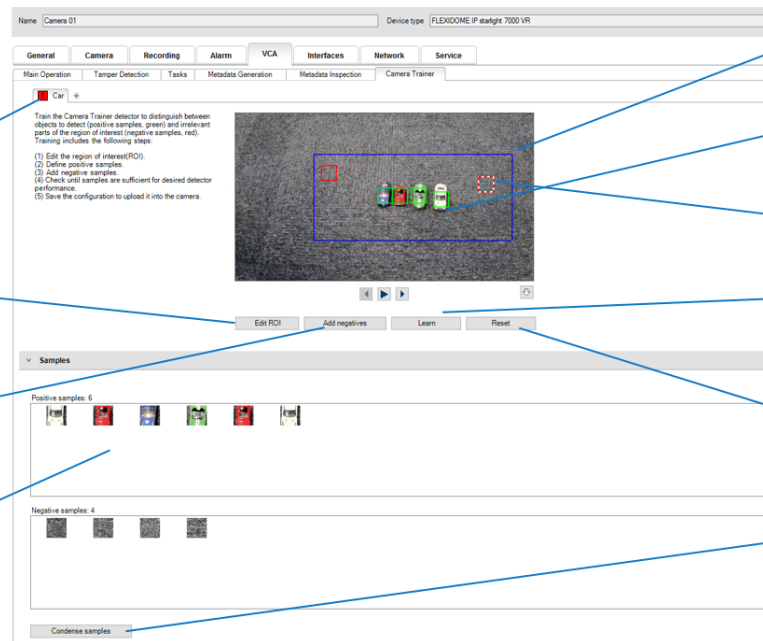 Name Camera 01 Device type FLEXIDOME IP starlight 7000 VR
General Camera Recording Alarm VCA Interfaces Network Service
Main Operation Tamper Detection Tasks Metadata Generation Metadata Inspection Camera Trainer
Car +
Train the Camera Trainer detector to distinguish between
objects to detect (positive samples, green) and irrelevant
parts of the region of interest (negative samples, red).
Training includes the following steps:
(1) Edit the region of interest(ROI).
(2) Define positive samples.
(3) Add negative samples.
(4) Check until samples are sufficient for desired detector
performance.
(5) Save the configuration to upload it into the camera.
Edit ROI Add negatives Learn Reset
Samples
Positive samples: 6
Negative samples: 4
Condense samples